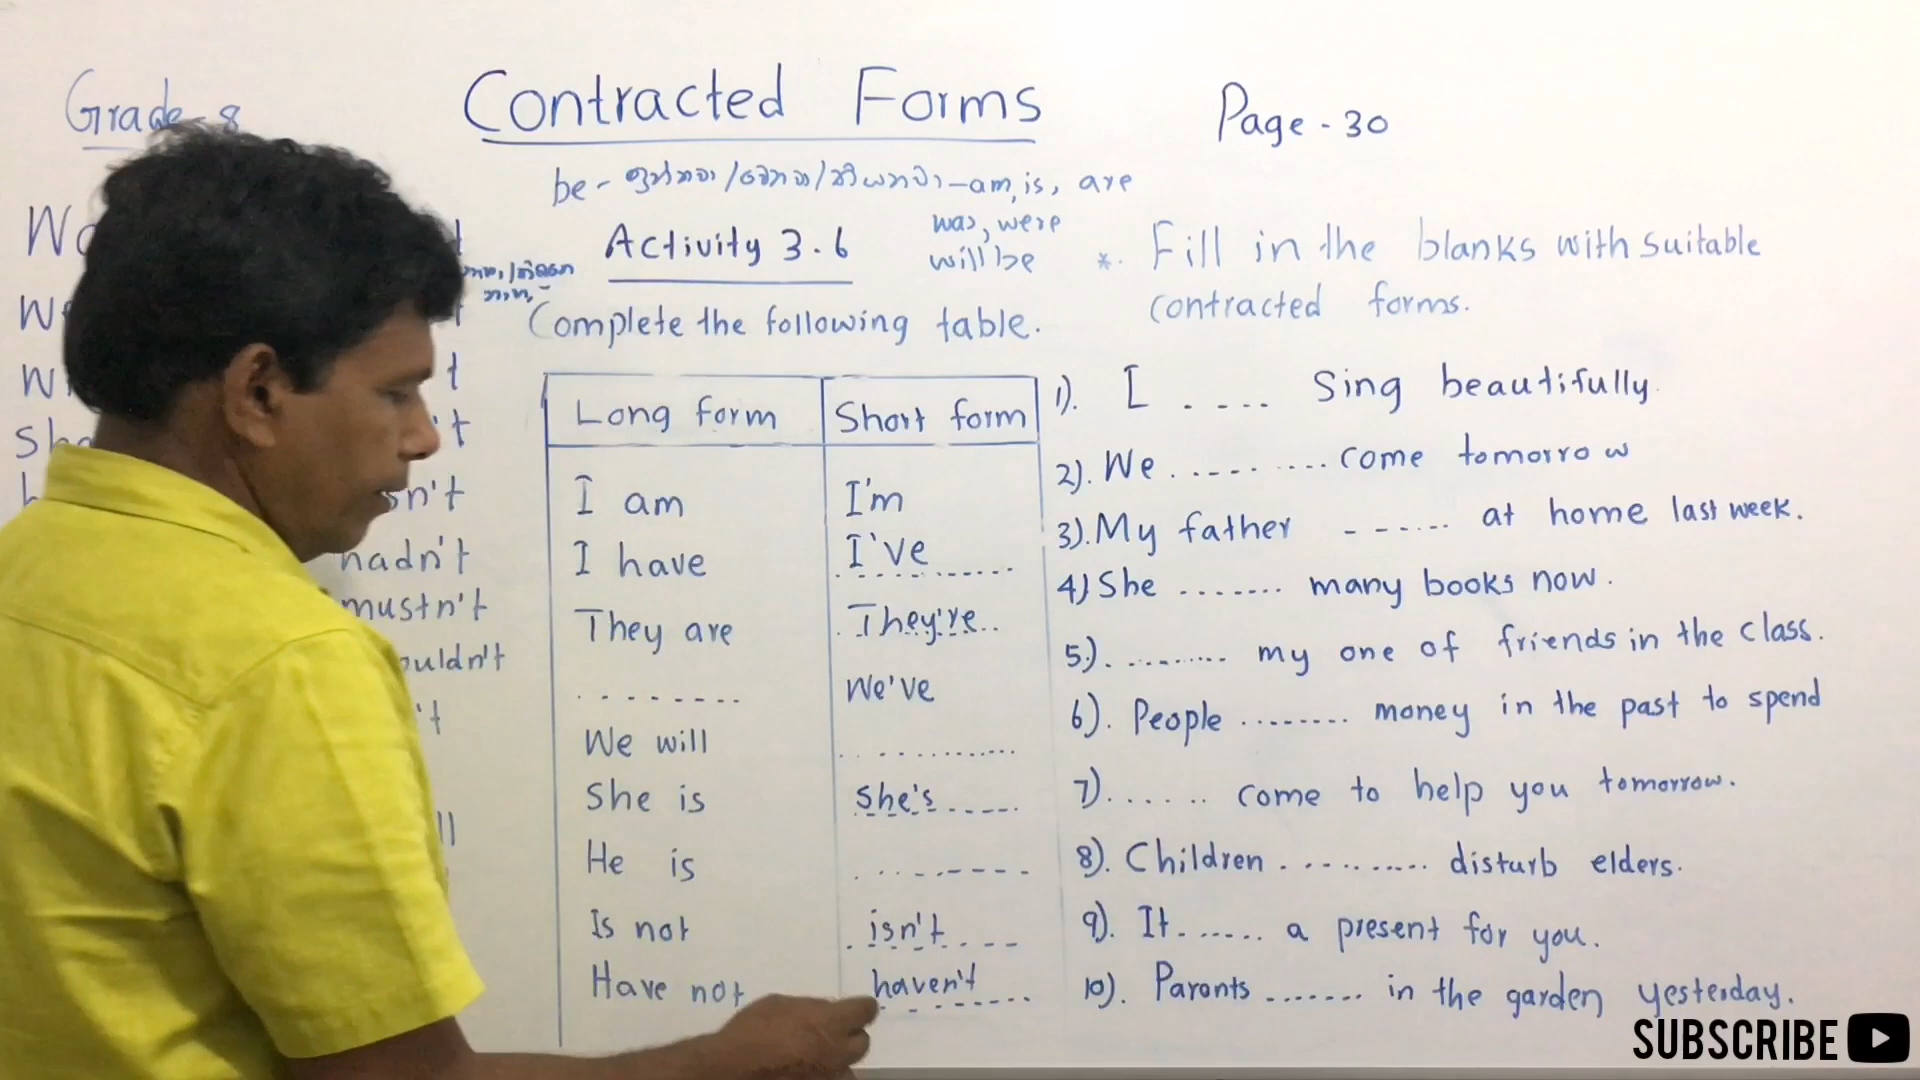 Grade - 8
Contracted Forms
Page - 30
be - am, is, are
was, were
will be
Activity 3.6
Complete the following table.
Long form Short form
I am I'm
I have I've
They are They're
We've
We will
She is She's
He is
Is not isn't
Have not haven't
*. Fill in the blanks with suitable
contracted forms.
1). I .... Sing beautifully.
2). We ......... come tomorrow
3). My father ...... at home last week.
4) She ....... many books now.
5). ......... my one of friends in the class.
6). People ........ money in the past to spend
7). ...... come to help you tomorrow.
8). Children .......... disturb elders.
9). It ...... a present for you.
10). Paronts ....... in the garden yesterday.
hadn't
mustn't
SUBSCRIBE